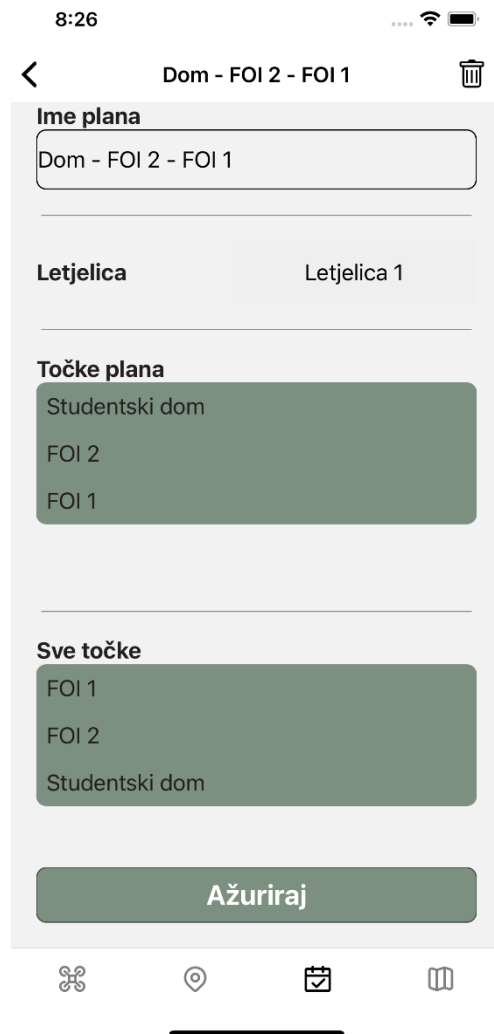 8:26
Dom - FOI 2 - FOI 1
Ime plana
Dom - FOI 2 - FOI 1
Letjelica
Letjelica 1
Točke plana
Studentski dom
FOI 2
FOI 1
Sve točke
FOI 1
FOI 2
Studentski dom
Ažuriraj